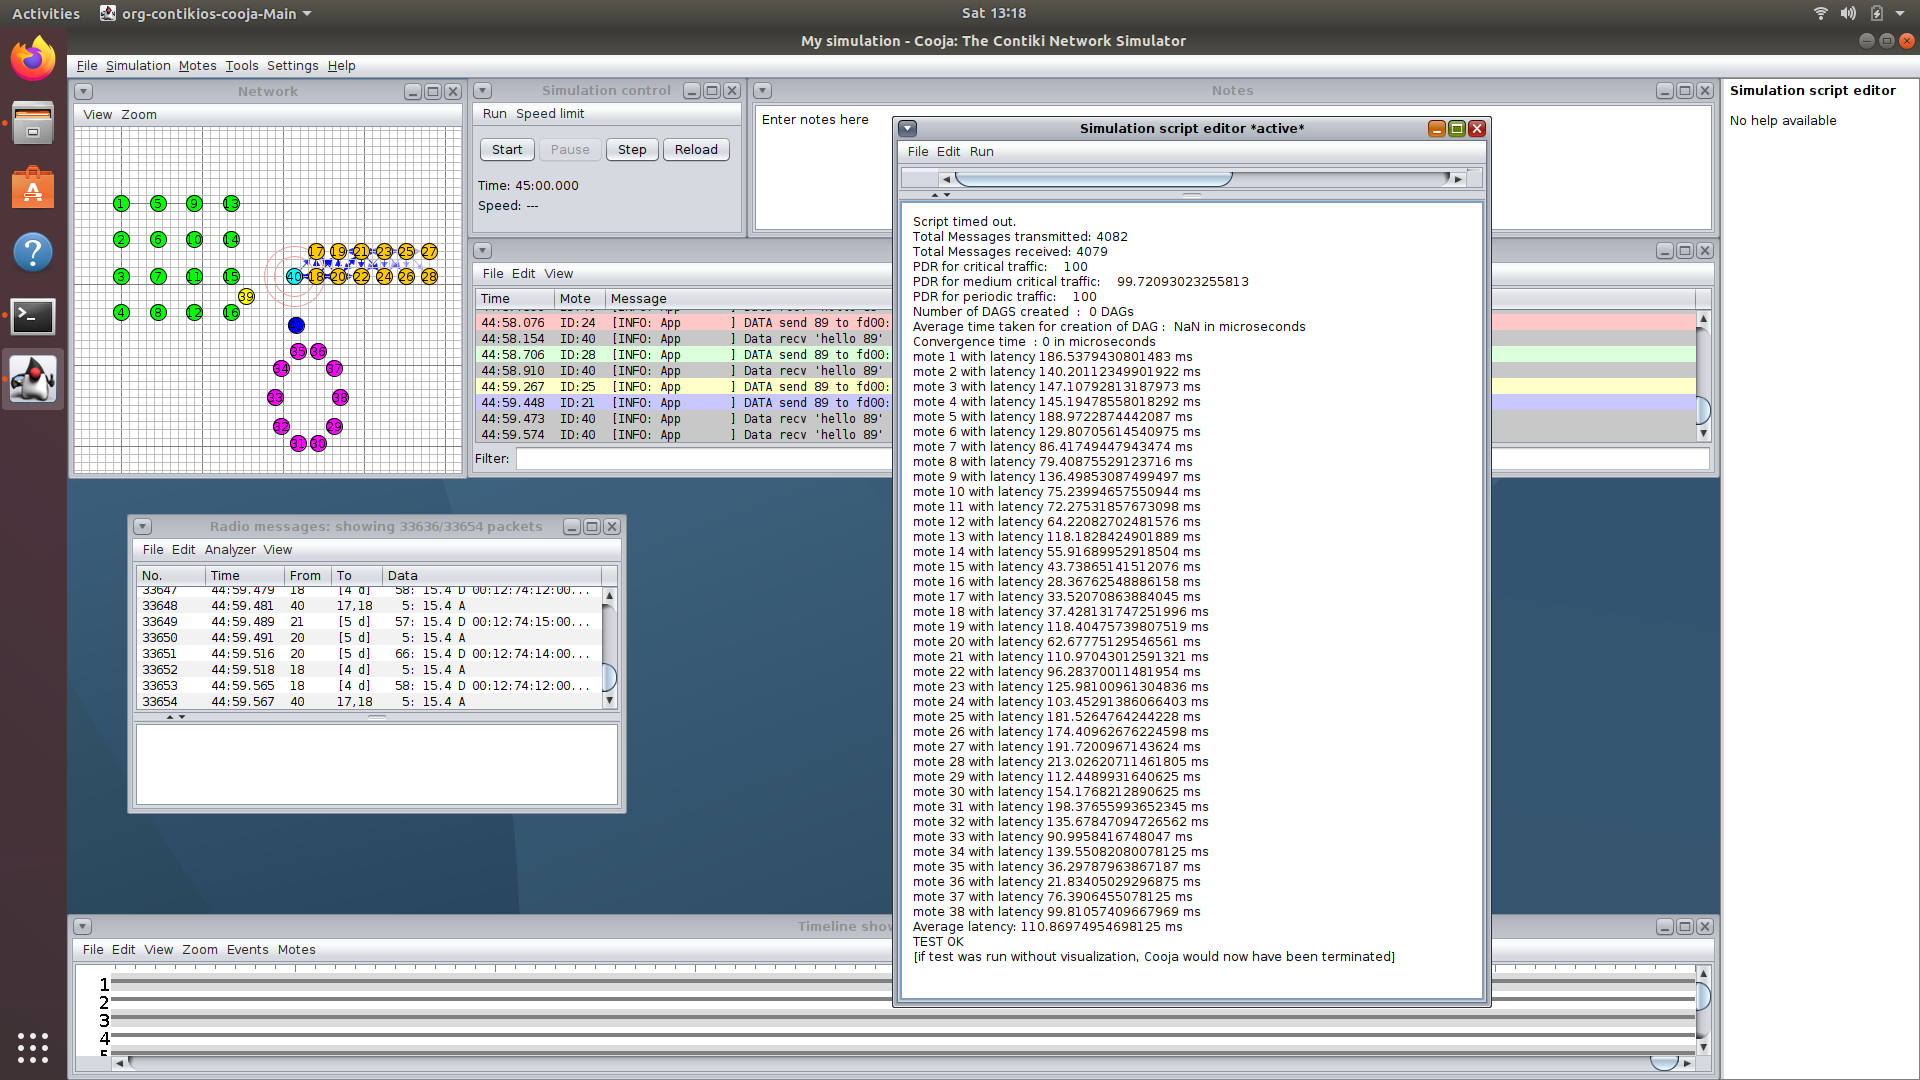 Activities
org-contikios-cooja-Main
Sat 13:18
My simulation - Cooja: The Contiki Network Simulator
File Simulation Motes Tools Settings Help
Network
View Zoom
1 5 9 13
2 6 10 14
3 7 11 15
4 8 12 16
17 19 21 23 25 27
40 18 20 22 24 26 28
39
35 36
34 37
33 38
32 29
31 30
Simulation control
Run Speed limit
Start Pause Step Reload
Time: 45:00.000
Speed: ---
Notes
Enter notes here
File Edit View
Time Mote Message
44:58.076 ID:24 [INFO: App ] DATA send 89 to fd00:
44:58.154 ID:40 [INFO: App ] Data recv 'hello 89'
44:58.706 ID:28 [INFO: App ] DATA send 89 to fd00:
44:58.910 ID:40 [INFO: App ] Data recv 'hello 89'
44:59.267 ID:25 [INFO: App ] DATA send 89 to fd00:
44:59.448 ID:21 [INFO: App ] DATA send 89 to fd00:
44:59.473 ID:40 [INFO: App ] Data recv 'hello 89'
44:59.574 ID:40 [INFO: App ] Data recv 'hello 89'
Filter:
Simulation script editor *active*
File Edit Run
Script timed out.
Total Messages transmitted: 4082
Total Messages received: 4079
PDR for critical traffic: 100
PDR for medium critical traffic: 99.72093023255813
PDR for periodic traffic: 100
Number of DAGS created : 0 DAGs
Average time taken for creation of DAG : NaN in microseconds
Convergence time : 0 in microseconds
mote 1 with latency 186.5379430801483 ms
mote 2 with latency 140.20112349901922 ms
mote 3 with latency 147.10792813187973 ms
mote 4 with latency 145.19478558018292 ms
mote 5 with latency 188.9722874442087 ms
mote 6 with latency 129.80705614540975 ms
mote 7 with latency 86.41749447943474 ms
mote 8 with latency 79.40875529123716 ms
mote 9 with latency 136.49853087499497 ms
mote 10 with latency 75.23994657550944 ms
mote 11 with latency 72.27531857673098 ms
mote 12 with latency 64.22082702481576 ms
mote 13 with latency 118.1828424901889 ms
mote 14 with latency 55.91689952918504 ms
mote 15 with latency 43.73865141512076 ms
mote 16 with latency 28.36762548886158 ms
mote 17 with latency 33.52070863884045 ms
mote 18 with latency 37.428131747251996 ms
mote 19 with latency 118.40475739807519 ms
mote 20 with latency 62.67775129546561 ms
mote 21 with latency 110.97043012591321 ms
mote 22 with latency 96.28370011481954 ms
mote 23 with latency 125.98100961304836 ms
mote 24 with latency 103.45291386066403 ms
mote 25 with latency 181.5264764244228 ms
mote 26 with latency 174.40962676224598 ms
mote 27 with latency 191.7200967143624 ms
mote 28 with latency 213.02620711461805 ms
mote 29 with latency 112.4489931640625 ms
mote 30 with latency 154.1768212890625 ms
mote 31 with latency 198.37655993652345 ms
mote 32 with latency 135.67847094726562 ms
mote 33 with latency 90.9958416748047 ms
mote 34 with latency 139.55082080078125 ms
mote 35 with latency 36.29787963867187 ms
mote 36 with latency 21.83405029296875 ms
mote 37 with latency 76.3906455078125 ms
mote 38 with latency 99.81057409667969 ms
Average latency: 110.86974954698125 ms
TEST OK
[if test was run without visualization, Cooja would now have been terminated]
Simulation script editor
No help available
Radio messages: showing 33636/33654 packets
File Edit Analyzer View
No. Time From To Data
33647 44:59.479 18 [4 d] 58: 15.4 D 00:12:74:12:00...
33648 44:59.481 40 17,18 5: 15.4 A
33649 44:59.489 21 [5 d] 57: 15.4 D 00:12:74:15:00...
33650 44:59.491 20 [5 d] 5: 15.4 A
33651 44:59.516 20 [5 d] 66: 15.4 D 00:12:74:14:00...
33652 44:59.518 18 [4 d] 5: 15.4 A
33653 44:59.565 18 [4 d] 58: 15.4 D 00:12:74:12:00...
33654 44:59.567 40 17,18 5: 15.4 A
Timeline
File Edit View Zoom Events Motes
1
2
3
4
5